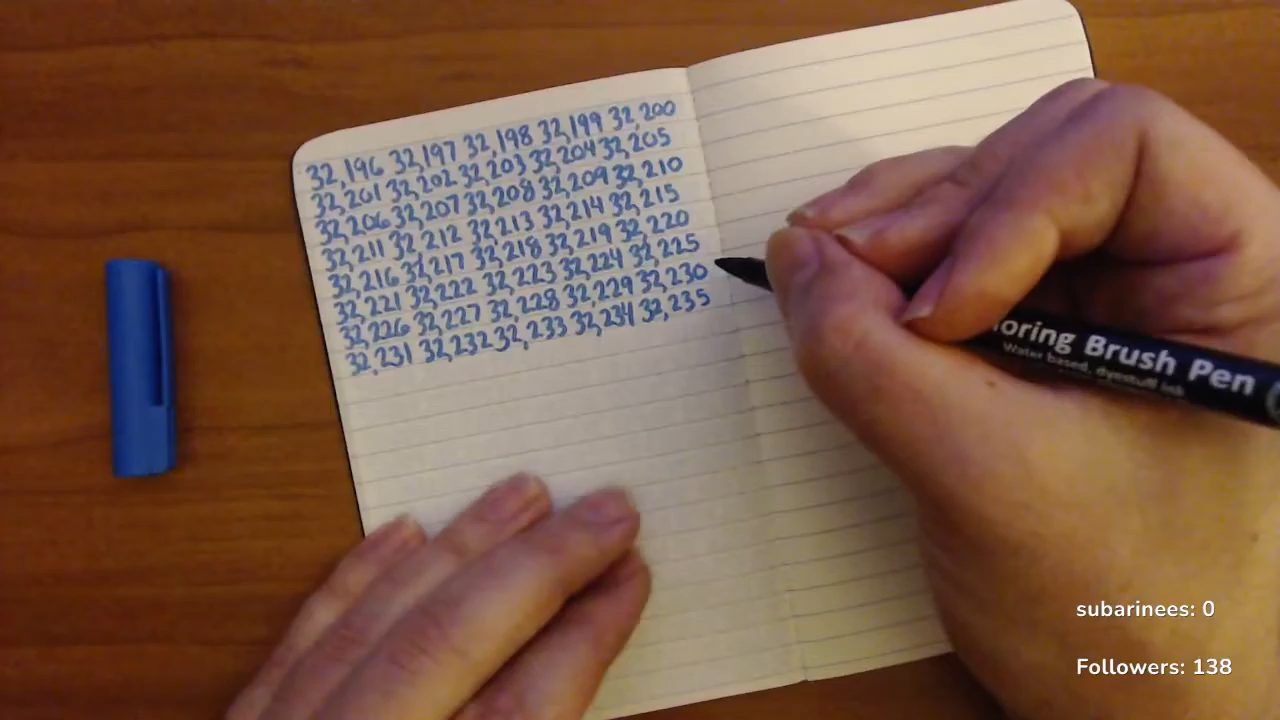 32,196 32,197 32,198 32,199 32,200
32,201 32,202 32,203 32,204 32,205
32,206 32,207 32,208 32,209 32,210
32,211 32,212 32,213 32,214 32,215
32,216 32,217 32,218 32,219 32,220
32,221 32,222 32,223 32,224 32,225
32,226 32,227 32,228 32,229 32,230
32,231 32,232 32,233 32,234 32,235
oring Brush Pen
Water based, dyestuff ink
subarinees: 0
Followers: 138